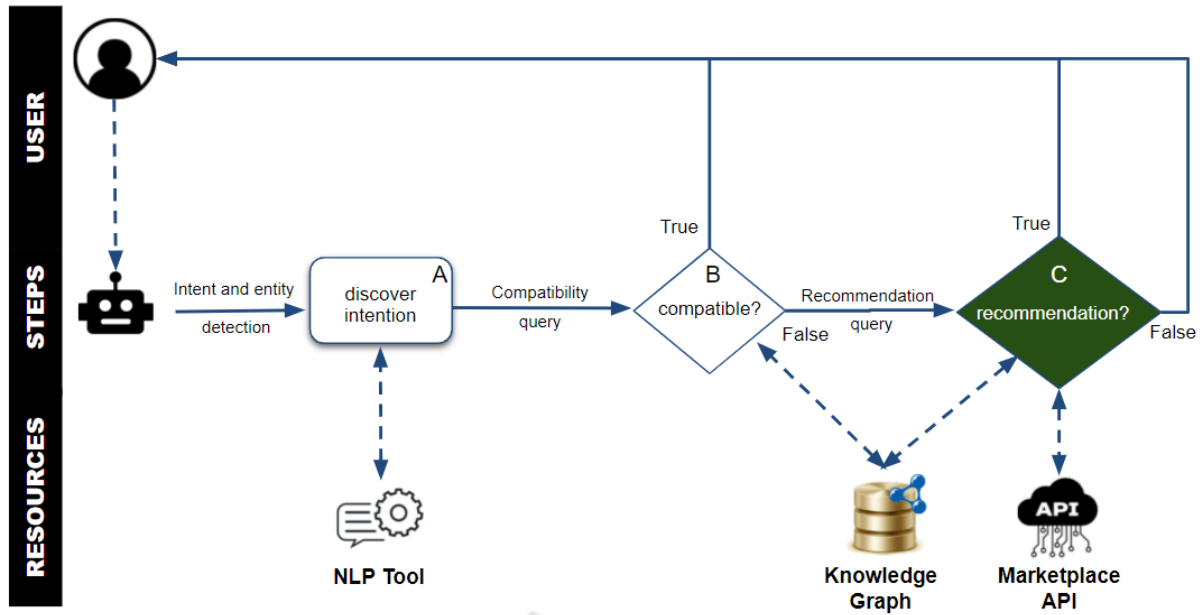 USER
True
True
STEPS
Intent and entity
detection
A
discover
intention
Compatibility
query
B
compatible?
False
Recommendation
query
C
recommendation?
False
RESOURCES
NLP Tool
Knowledge
Graph
API
Marketplace
API